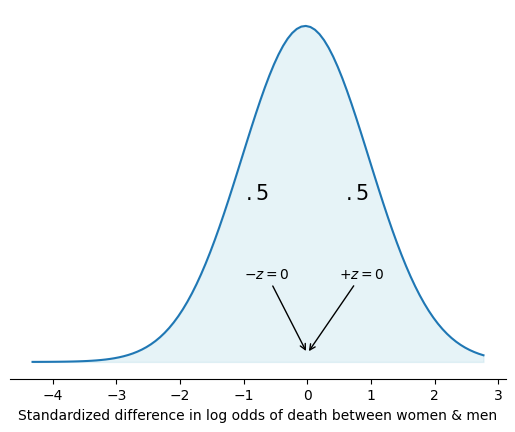 .5 .5
−z = 0 +z = 0
−4 −3 −2 −1 0 1 2 3
Standardized difference in log odds of death between women & men